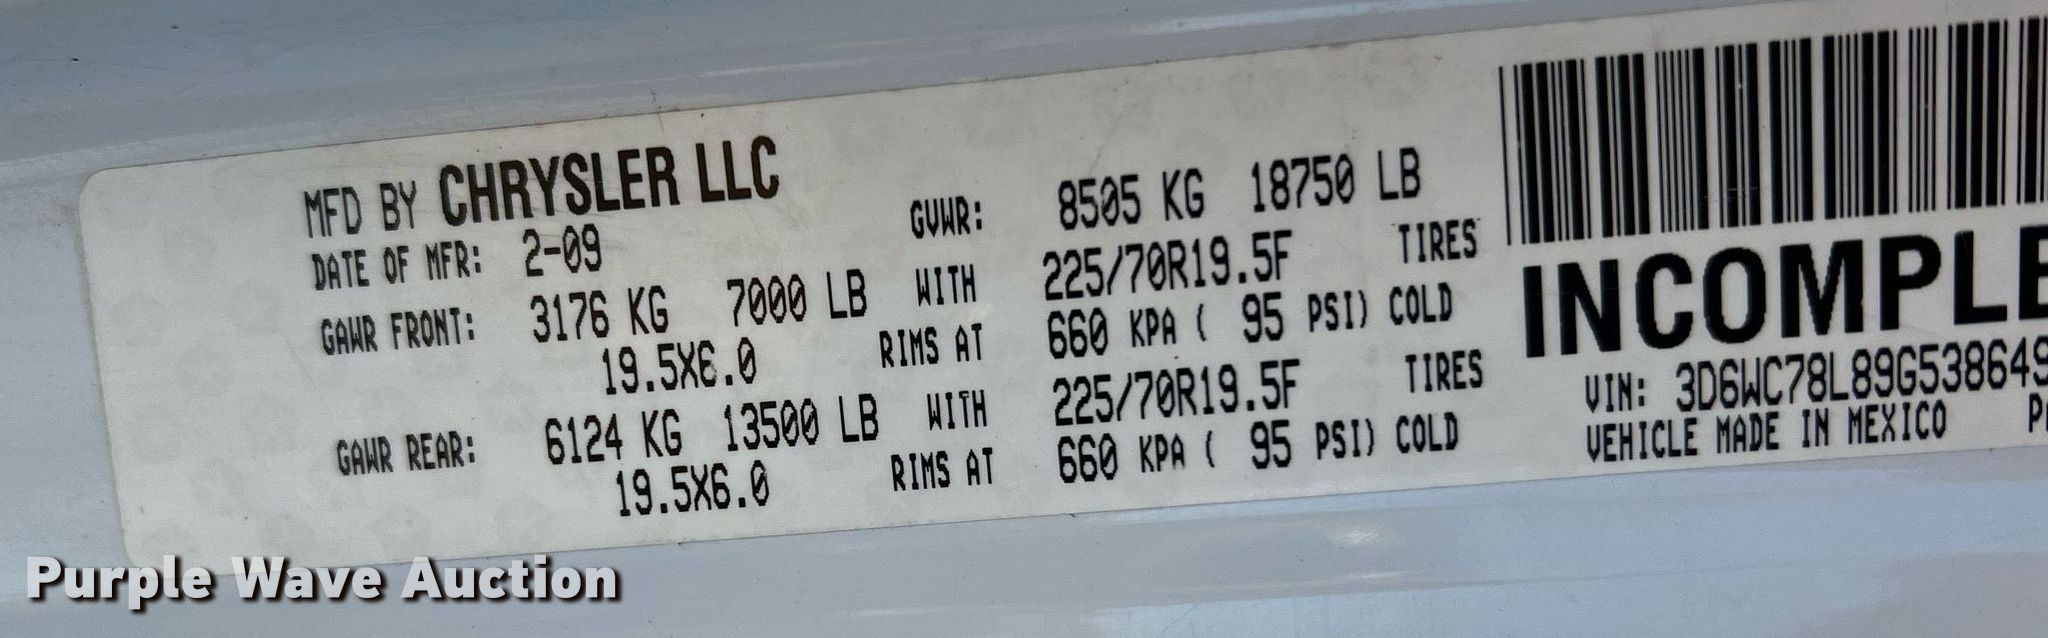 MFD BY CHRYSLER LLC
DATE OF MFR: 2-09 GVWR: 8505 KG 18750 LB
GAWR FRONT: 3176 KG 7000 LB WITH 225/70R19.5F TIRES
19.5X6.0 RIMS AT 660 KPA ( 95 PSI) COLD
GAWR REAR: 6124 KG 13500 LB WITH 225/70R19.5F TIRES
19.5X6.0 RIMS AT 660 KPA ( 95 PSI) COLD
INCOMPLE
VIN: 3D6WC78L89G538649
VEHICLE MADE IN MEXICO
Purple Wave Auction